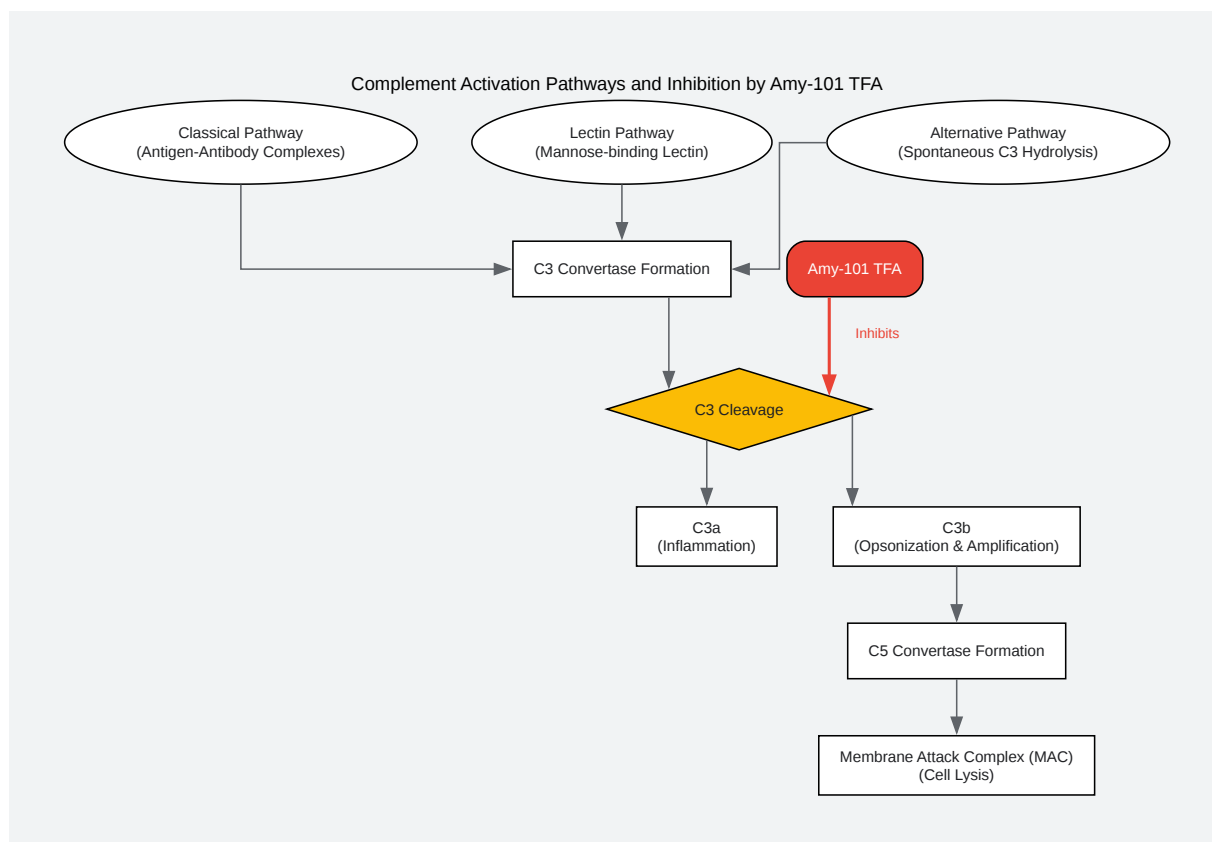 Complement Activation Pathways and Inhibition by Amy-101 TFA
Classical Pathway
(Antigen-Antibody Complexes)
Lectin Pathway
(Mannose-binding Lectin)
Alternative Pathway
(Spontaneous C3 Hydrolysis)
C3 Convertase Formation
Amy-101 TFA
Inhibits
C3 Cleavage
C3a
(Inflammation)
C3b
(Opsonization & Amplification)
C5 Convertase Formation
Membrane Attack Complex (MAC)
(Cell Lysis)